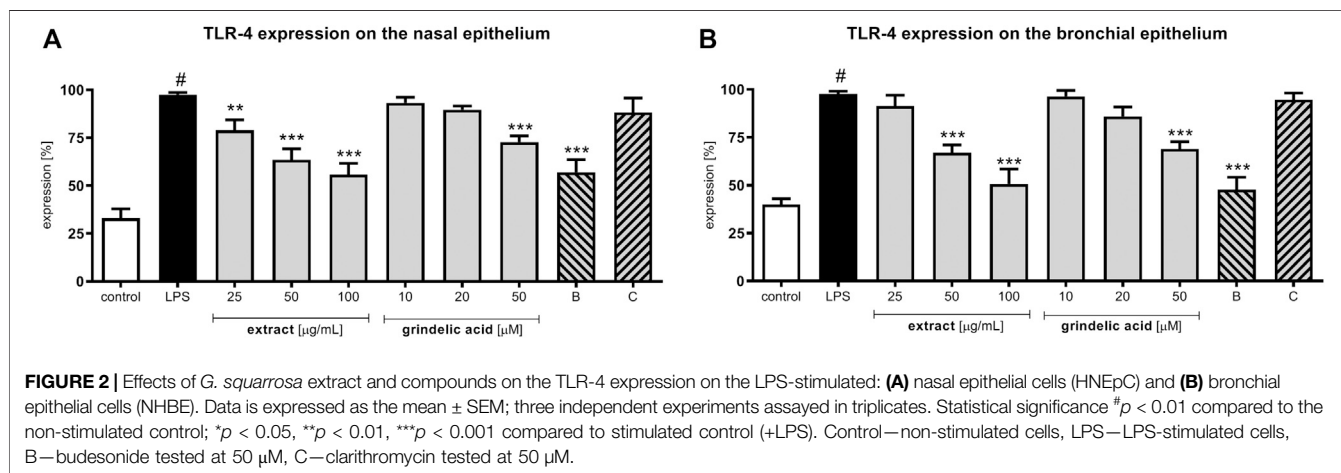 A
TLR-4 expression on the nasal epithelium
expression [%]
100
75
50
25
0
#
**
***
***
***
***
control LPS 25 50 100 10 20 50 B C
extract [μg/mL] grindelic acid [μM]
B
TLR-4 expression on the bronchial epithelium
expression [%]
100
75
50
25
0
#
***
***
***
***
control LPS 25 50 100 10 20 50 B C
extract [μg/mL] grindelic acid [μM]
FIGURE 2 | Effects of G. squarrosa extract and compounds on the TLR-4 expression on the LPS-stimulated: (A) nasal epithelial cells (HNEpC) and (B) bronchial
epithelial cells (NHBE). Data is expressed as the mean ± SEM; three independent experiments assayed in triplicates. Statistical significance #p < 0.01 compared to the
non-stimulated control; *p < 0.05, **p < 0.01, ***p < 0.001 compared to stimulated control (+LPS). Control—non-stimulated cells, LPS—LPS-stimulated cells,
B—budesonide tested at 50 μM, C—clarithromycin tested at 50 μM.